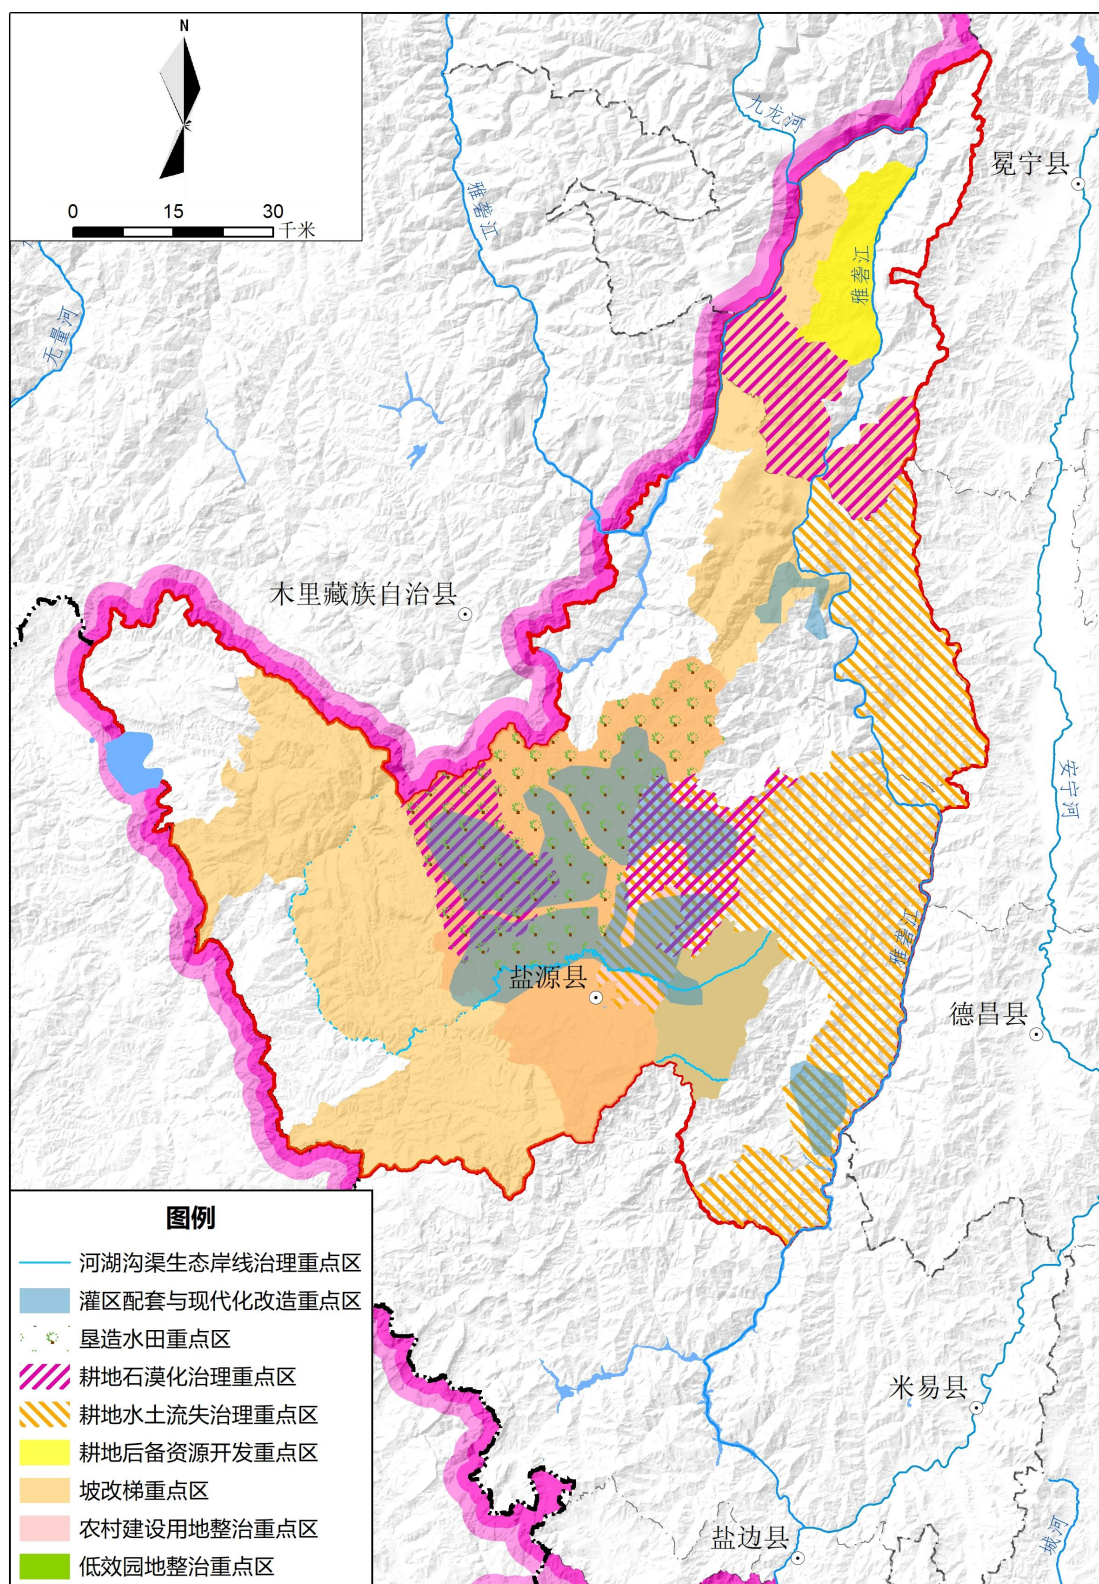 N
0 15 30
千米
九龙河
冕宁县
雅砻江
雅砻江
无量河
木里藏族自治县
安宁河
雅砻江
盐源县
德昌县
图例
河湖沟渠生态岸线治理重点区
灌区配套与现代化改造重点区
垦造水田重点区
耕地石漠化治理重点区
耕地水土流失治理重点区
耕地后备资源开发重点区
坡改梯重点区
农村建设用地整治重点区
低效园地整治重点区
米易县
盐边县
城河